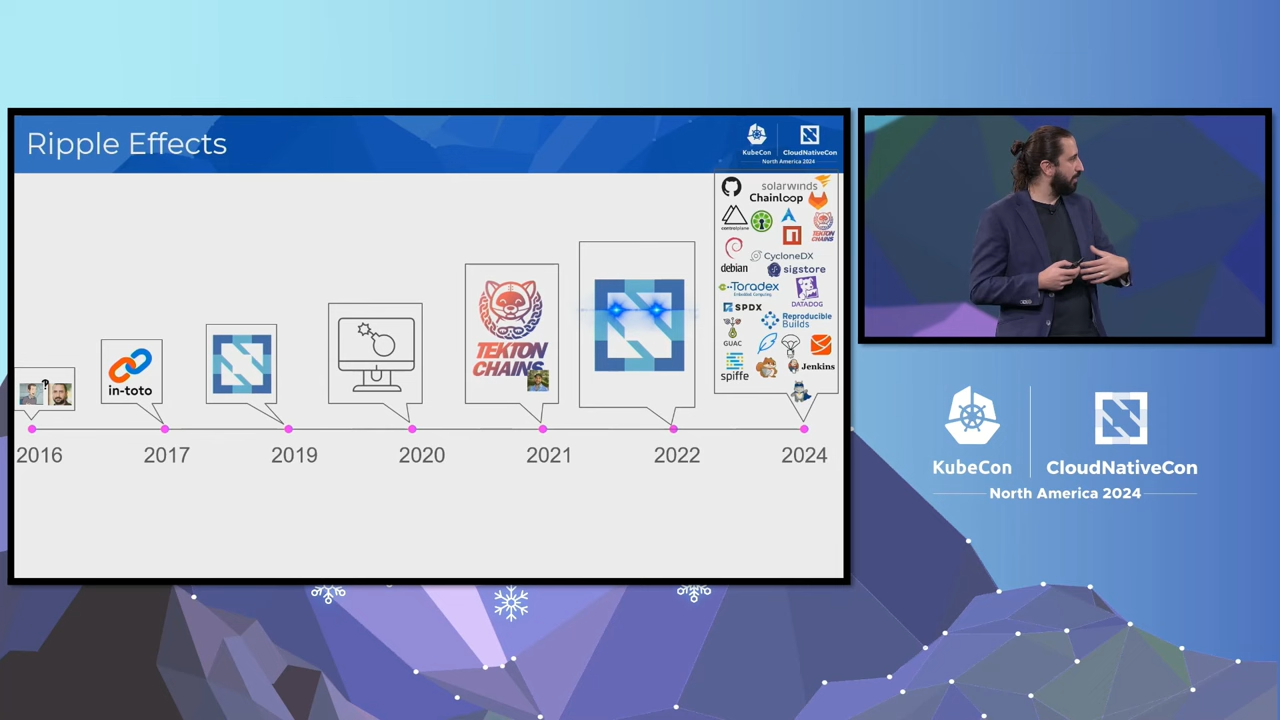 Ripple Effects
KubeCon
CloudNativeCon
North America 2024
solarwinds
Chainloop
controlplane
TEKTON
CHAINS
debian
CycloneDX
sigstore
Toradex
Embedded Computing
DATADOG
SPDX
Reproducible
Builds
GUAC
spiffe
Jenkins
TEKTON
CHAINS
in-toto
?
2016
2017
2019
2020
2021
2022
2024
KubeCon
CloudNativeCon
North America 2024